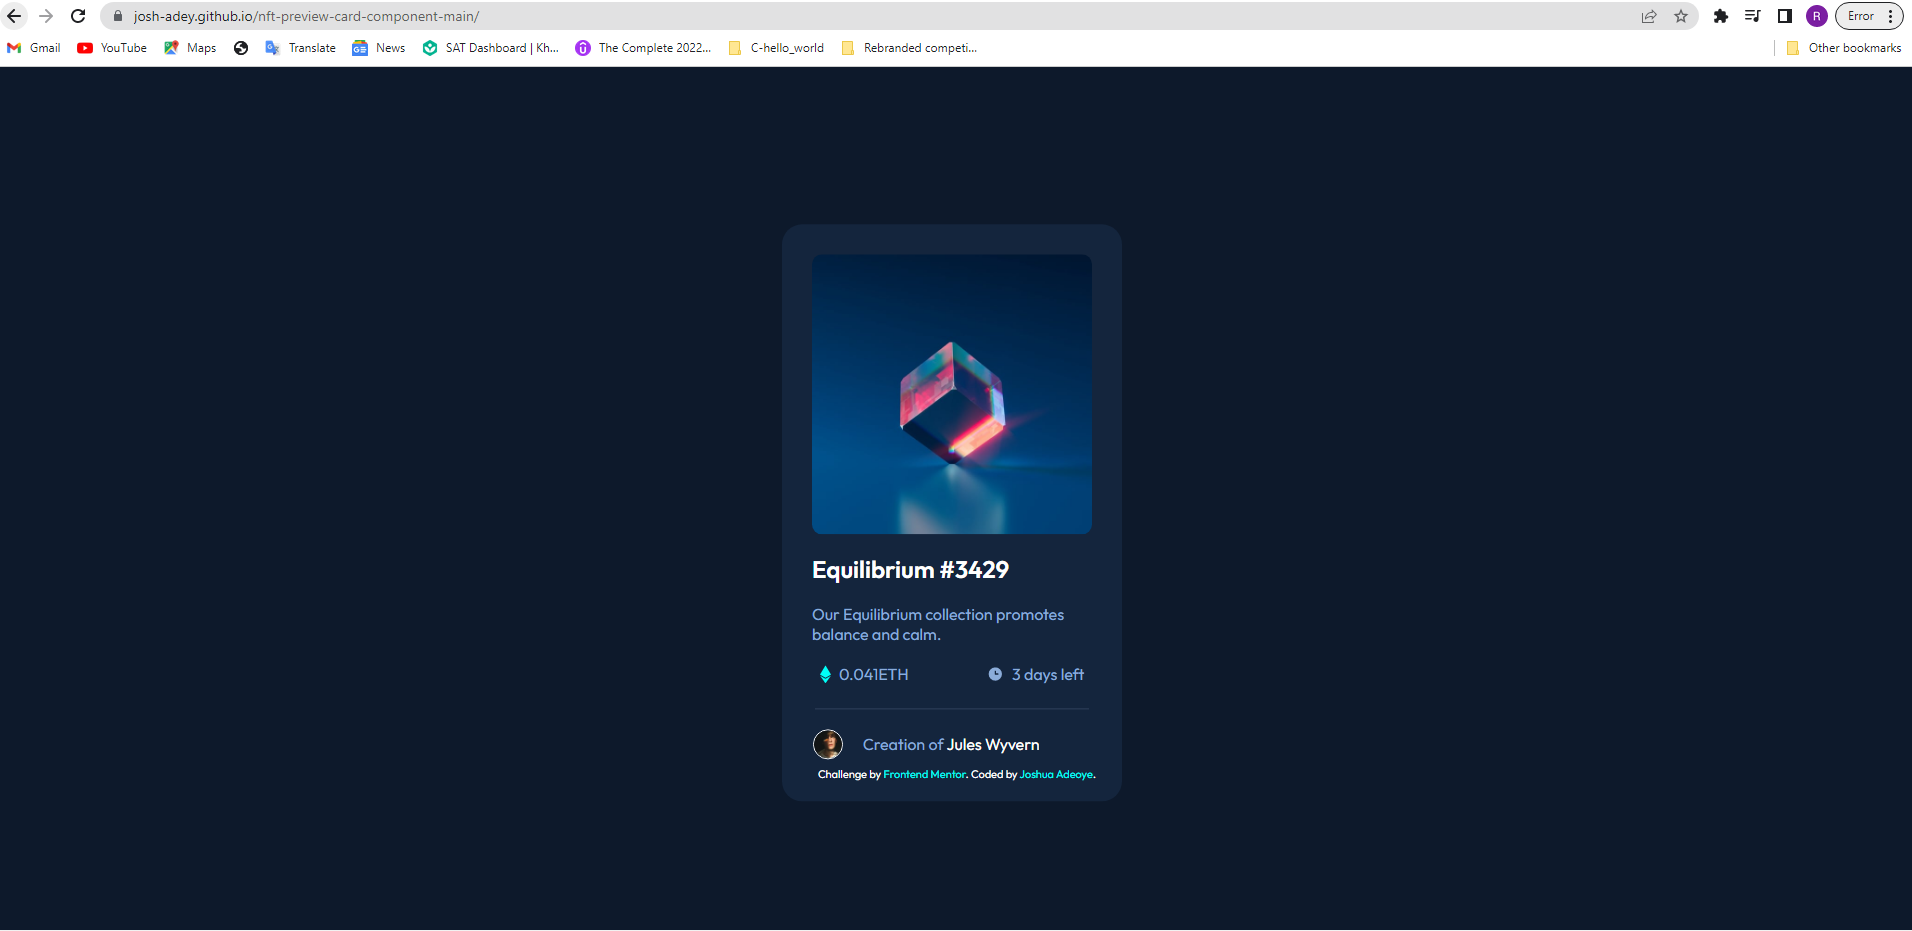 josh-adey.github.io/nft-preview-card-component-main/
R
Error
Gmail
YouTube
Maps
Translate
GE
News
SAT Dashboard | Kh...
The Complete 2022...
C-hello_world
Rebranded competi...
Other bookmarks
Equilibrium #3429
Our Equilibrium collection promotes
balance and calm.
0.041ETH
3 days left
Creation of Jules Wyvern
Challenge by Frontend Mentor. Coded by Joshua Adeoye.